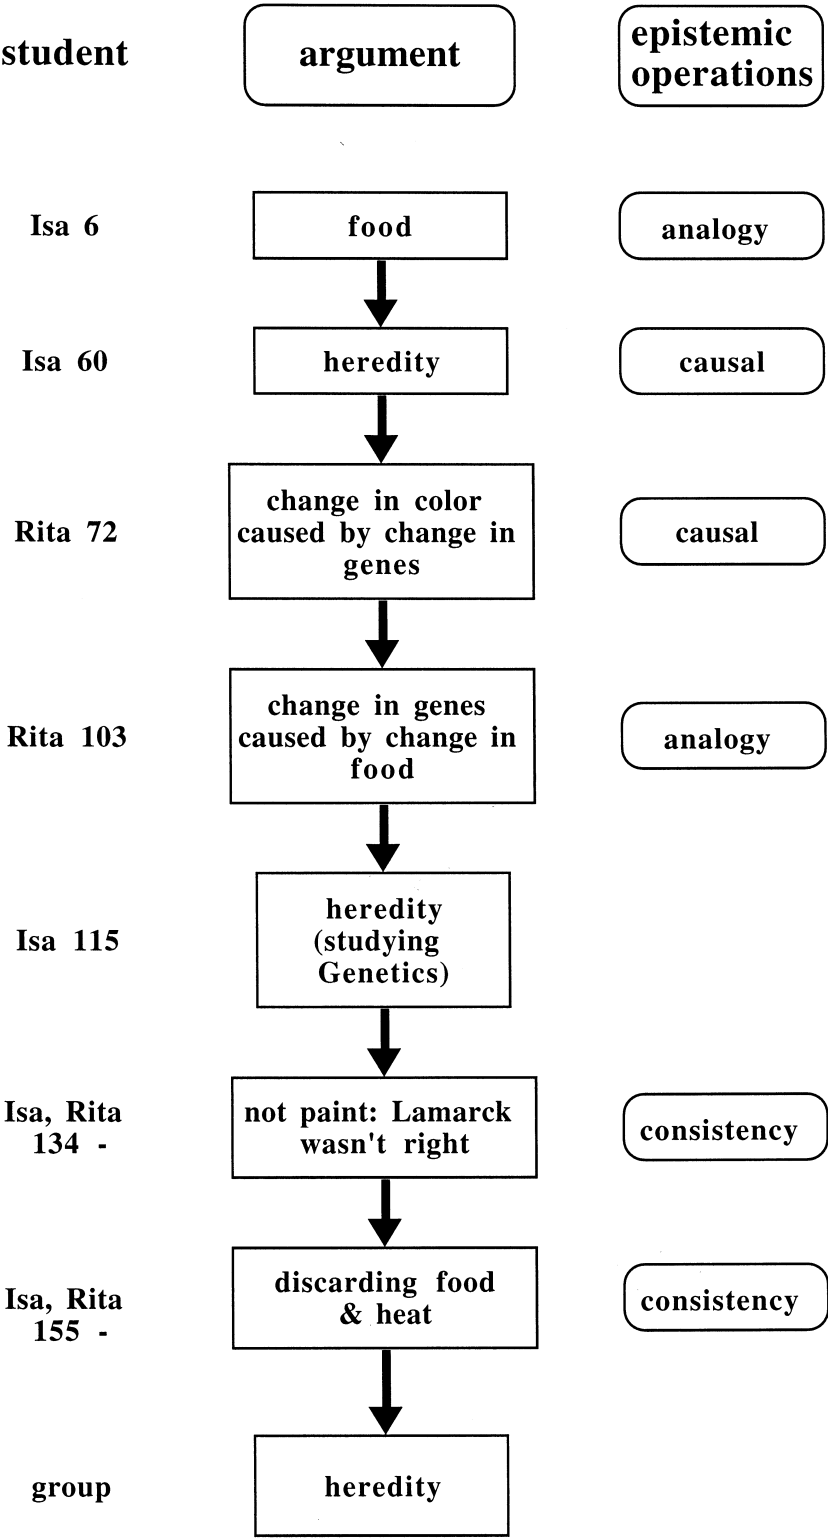 student
argument
epistemic
operations
Isa 6
food
analogy
Isa 60
heredity
causal
Rita 72
change in color
caused by change in
genes
causal
Rita 103
change in genes
caused by change in
food
analogy
Isa 115
heredity
(studying
Genetics)
Isa, Rita
134 -
not paint: Lamarck
wasn't right
consistency
Isa, Rita
155 -
discarding food
& heat
consistency
group
heredity